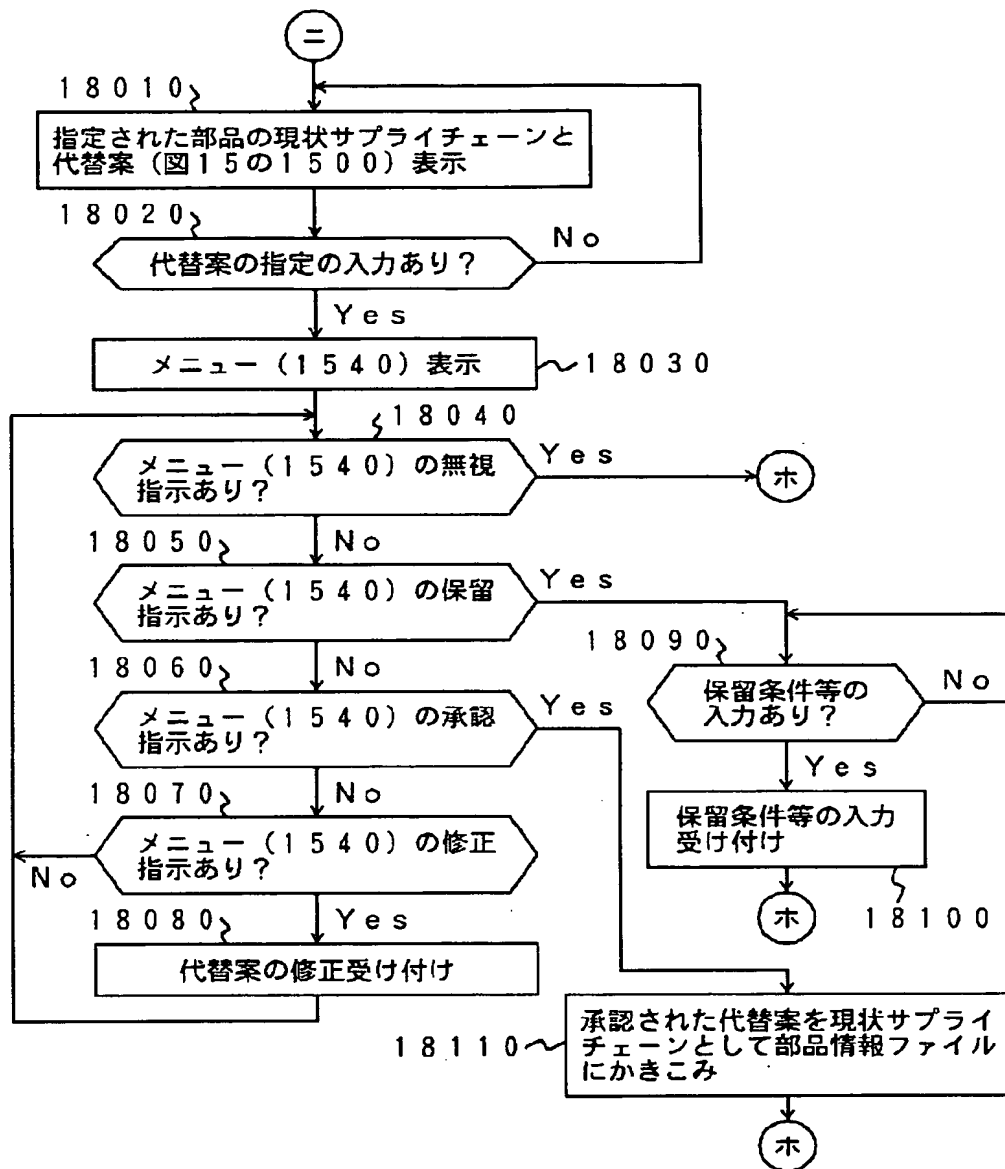 ニ
18010
指定された部品の現状サプライチェーンと
代替案(図15の1500)表示
18020
代替案の指定の入力あり?
No
Yes
メニュー(1540)表示
18030
18040
メニュー(1540)の無視
指示あり?
Yes
ホ
No
18050
メニュー(1540)の保留
指示あり?
Yes
No
18060
メニュー(1540)の承認
指示あり?
Yes
No
18070
メニュー(1540)の修正
指示あり?
No
Yes
18080
代替案の修正受け付け
18090
保留条件等の
入力あり?
No
Yes
保留条件等の入力
受け付け
18100
ホ
18110
承認された代替案を現状サプライ
チェーンとして部品情報ファイル
にかきこみ
ホ